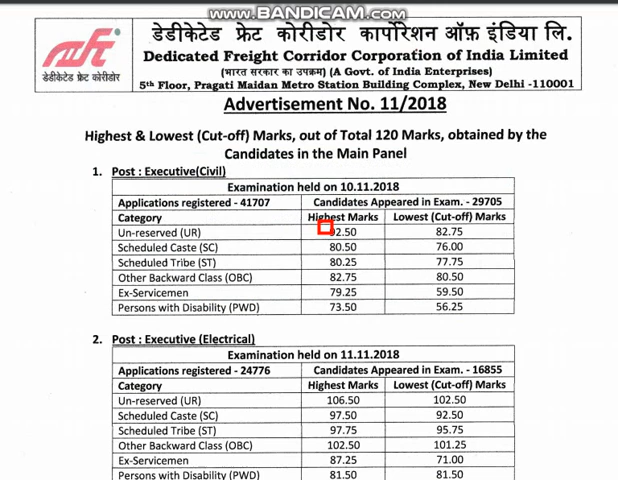 WWW.BANDICAM.COM
डेडीकेटेड फ्रेट कोरीडोर कार्पोरेशन ऑफ़ इंडिया लि.
Dedicated Freight Corridor Corporation of India Limited
(भारत सरकार का उपक्रम) (A Govt. of India Enterprises)
डेडीकेटेड फ्रेट कोरीडोर
5th Floor, Pragati Maidan Metro Station Building Complex, New Delhi -110001
Advertisement No. 11/2018
Highest & Lowest (Cut-off) Marks, out of Total 120 Marks, obtained by the
Candidates in the Main Panel
1. Post : Executive(Civil)
Examination held on 10.11.2018
Applications registered - 41707 Candidates Appeared in Exam. - 29705
Category Highest Marks Lowest (Cut-off) Marks
Un-reserved (UR) 92.50 82.75
Scheduled Caste (SC) 80.50 76.00
Scheduled Tribe (ST) 80.25 77.75
Other Backward Class (OBC) 82.75 80.50
Ex-Servicemen 79.25 59.50
Persons with Disability (PWD) 73.50 56.25
2. Post : Executive (Electrical)
Examination held on 11.11.2018
Applications registered - 24776 Candidates Appeared in Exam. - 16855
Category Highest Marks Lowest (Cut-off) Marks
Un-reserved (UR) 106.50 102.50
Scheduled Caste (SC) 97.50 92.50
Scheduled Tribe (ST) 97.75 95.75
Other Backward Class (OBC) 102.50 101.25
Ex-Servicemen 87.25 71.00
Persons with Disability (PWD) 81.50 81.50